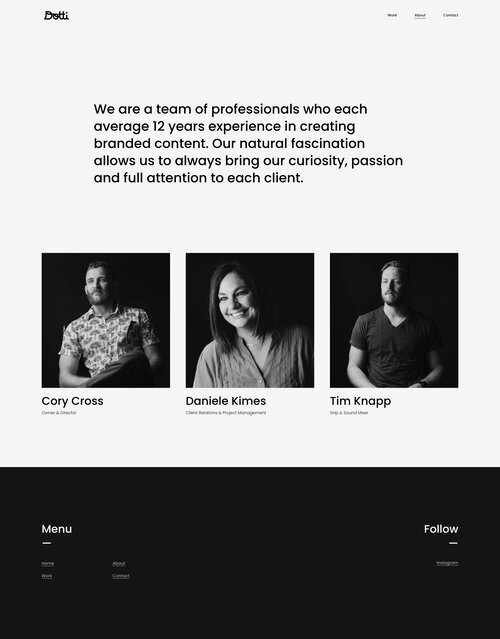 Dotti
Work About Contact
We are a team of professionals who each
average 12 years experience in creating
branded content. Our natural fascination
allows us to always bring our curiosity, passion
and full attention to each client.
Cory Cross Daniele Kimes Tim Knapp
Owner & Director Client Relations & Project Management Grip & Sound Mixer
Menu Follow
Home About Instagram
Work Contact